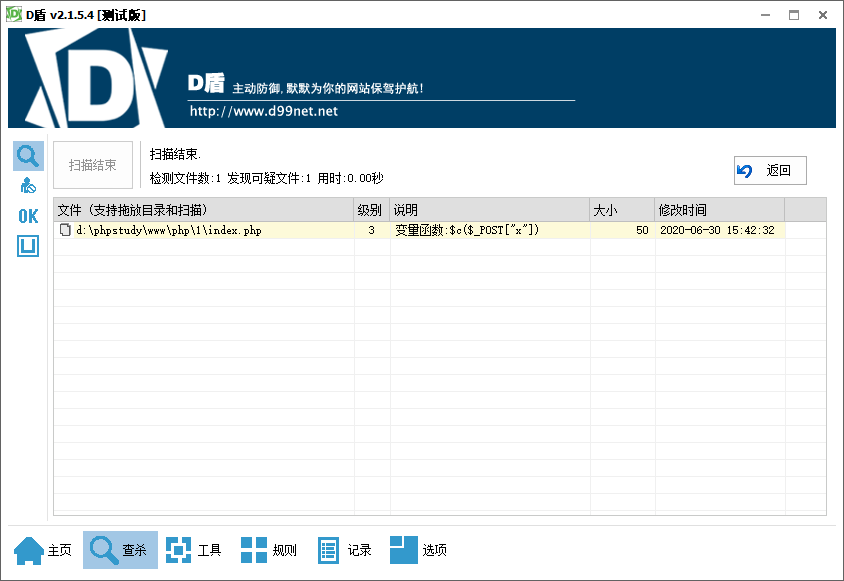 D盾 v2.1.5.4 [测试版]
D盾 主动防御,默默为你的网站保驾护航!
http://www.d99net.net
扫描结束
扫描结束.
检测文件数:1 发现可疑文件:1 用时:0.00秒
返回
OK
文件（支持拖放目录和扫描） 级别 说明 大小 修改时间
d:\phpstudy\www\php\1\index.php 3 变量函数:$c($_POST["x"]) 50 2020-06-30 15:42:32
主页 查杀 工具 规则 记录 选项